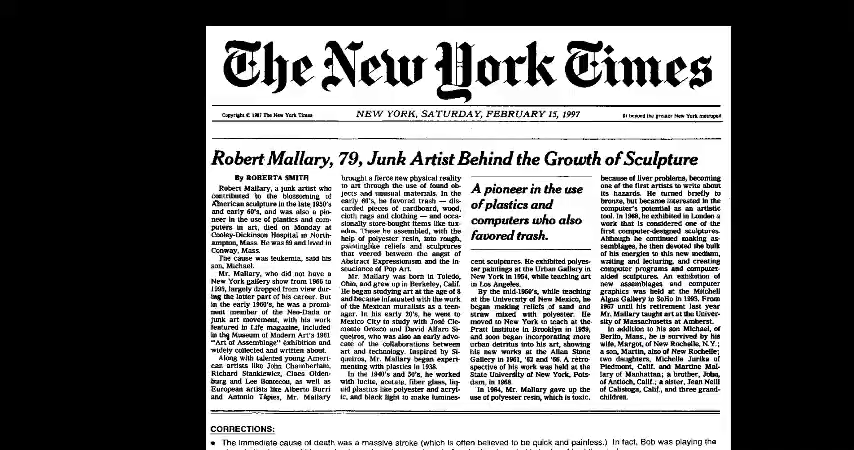 The New York Times
Copyright © 1997 The New York Times
NEW YORK, SATURDAY, FEBRUARY 15, 1997
beyond the greater New York metropolitan
Robert Mallary, 79, Junk Artist Behind the Growth of Sculpture
By ROBERTA SMITH
Robert Mallary, a junk artist who
contributed to the blossoming of
American sculpture in the late 1950's
and early 60's, and was also a pio-
neer in the use of plastics and com-
puters in art, died on Monday at
Cooley-Dickinson Hospital in North-
ampton, Mass. He was 69 and lived in
Conway, Mass.
The cause was leukemia, said his
son, Michael.
Mr. Mallary, who did not have a
New York gallery show from 1966 to
1993, largely dropped from view dur-
ing the latter part of his career. But
in the early 1960's, he was a promi-
nent member of the Neo-Dada or
junk art movement, with his work
featured in Life magazine, included
in the Museum of Modern Art's 1961
"Art of Assemblage" exhibition and
widely collected and written about.
Along with talented young Ameri-
can artists like John Chamberlain,
Richard Stankiewicz, Claes Olden-
burg and Lee Bontecou, as well as
European artists like Alberto Burri
and Antonio Tàpies, Mr. Mallary
brought a fierce new physical reality
to art through the use of found ob-
jects and unusual materials. In the
early 60's, he favored trash — dis-
carded pieces of cardboard, wood,
cloth rags and clothing — and occa-
sionally store-bought items like tux-
edos. These he assembled, with the
help of polyester resin, into rough,
paintinglike reliefs and sculptures
that veered between the angst of
Abstract Expressionism and the in-
souciance of Pop Art.
Mr. Mallary was born in Toledo,
Ohio, and grew up in Berkeley, Calif.
He began studying art at the age of 8
and became infatuated with the work
of the Mexican muralists as a teen-
ager. In his early 20's, he went to
Mexico City to study with José Cle-
mente Orozco and David Alfaro Si-
queiros, who was also an early advo-
cate of the collaborations between
art and technology. Inspired by Si-
queiros, Mr. Mallary began exper-
imenting with plastics in 1938.
In the 1940's and 50's, he worked
with lucite, acetate, fiber glass, liq-
uid plastics like polyester and acryl-
ic, and black light to make lumines-
A pioneer in the use
of plastics and
computers who also
favored trash.
cent sculptures. He exhibited polyes-
ter paintings at the Urban Gallery in
New York in 1954, while teaching art
in Los Angeles.
By the mid-1950's, while teaching
at the University of New Mexico, he
began making reliefs of sand and
straw mixed with polyester. He
moved to New York to teach at the
Pratt Institute in Brooklyn in 1959,
and soon began incorporating more
urban detritus into his art, showing
his new works at the Allan Stone
Gallery in 1961, '62 and '66. A retro-
spective of his work was held at the
State University of New York, Pots-
dam, in 1968.
In 1964, Mr. Mallary gave up the
use of polyester resin, which is toxic,
because of liver problems, becoming
one of the first artists to write about
its hazards. He turned briefly to
bronze, but became interested in the
computer's potential as an artistic
tool. In 1968, he exhibited in London a
work that is considered one of the
first computer-designed sculptures.
Although he continued making as-
semblages, he then devoted the bulk
of his energies to this new medium,
writing and lecturing, and creating
computer programs and computer-
aided sculptures. An exhibition of
new assemblages and computer
graphics was held at the Mitchell
Algus Gallery in SoHo in 1993. From
1967 until his retirement last year
Mr. Mallary taught art at the Univer-
sity of Massachusetts at Amherst.
In addition to his son Michael, of
Berlin, Mass., he is survived by his
wife, Margot, of New Rochelle, N.Y.;
a son, Martin, also of New Rochelle;
two daughters, Michelle Jurika of
Piedmont, Calif. and Martine Mal-
lary of Manhattan; a brother, John,
of Antioch, Calif.; a sister, Jean Neill
of Calistoga, Calif., and three grand-
children.
CORRECTIONS:
• The immediate cause of death was a massive stroke (which is often believed to be quick and painless.) In fact, Bob was playing the